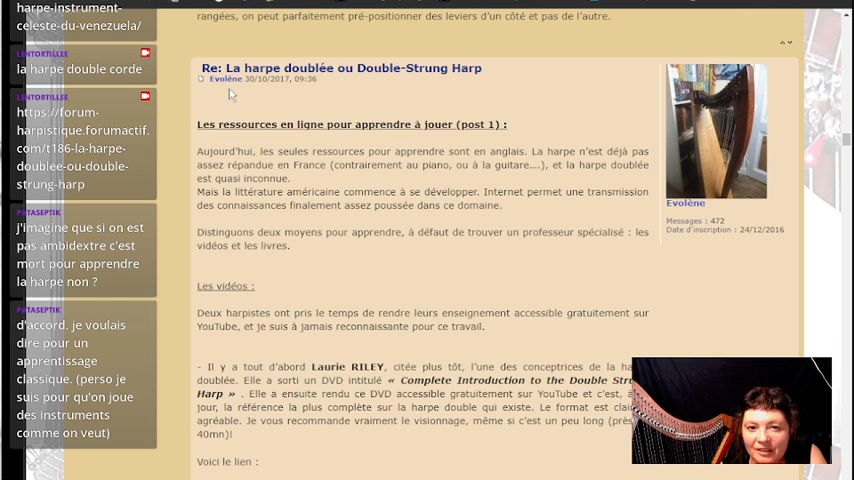 harpe-instrument-
celeste-du-venezuela/
LENTORTILLEE
la harpe double corde
LENTORTILLEE
https://forum-
harpistique.forumactif.
com/t186-la-harpe-
doublee-ou-double-
strung-harp
PATASEPTIK
j'imagine que si on est
pas ambidextre c'est
mort pour apprendre
la harpe non ?
PATASEPTIK
d'accord. je voulais
dire pour un
apprentissage
classique. (perso je
suis pour qu'on joue
des instruments
comme on veut)
rangées, on peut parfaitement pré-positionner des leviers d'un côté et pas de l'autre.
Re: La harpe doublée ou Double-Strung Harp
Evolène 30/10/2017, 09:36
Les ressources en ligne pour apprendre à jouer (post 1) :
Aujourd'hui, les seules ressources pour apprendre sont en anglais. La harpe n'est déjà pas
assez répandue en France (contrairement au piano, ou à la guitare....), et la harpe doublée
est quasi inconnue.
Mais la littérature américaine commence à se développer. Internet permet une transmission
des connaissances finalement assez poussée dans ce domaine.
Distinguons deux moyens pour apprendre, à défaut de trouver un professeur spécialisé : les
vidéos et les livres.
Les vidéos :
Deux harpistes ont pris le temps de rendre leurs enseignement accessible gratuitement sur
YouTube, et je suis à jamais reconnaissante pour ce travail.
- Il y a tout d'abord Laurie RILEY, citée plus tôt, l'une des conceptrices de la ha
doublée. Elle a sorti un DVD intitulé « Complete Introduction to the Double Stru
Harp » . Elle a ensuite rendu ce DVD accessible gratuitement sur YouTube et c'est, à
jour, la référence la plus complète sur la harpe double qui existe. Le format est clai
agréable. Je vous recommande vraiment le visionnage, même si c'est un peu long (près
40mn)!
Voici le lien :
Evolène
Messages : 472
Date d'inscription : 24/12/2016